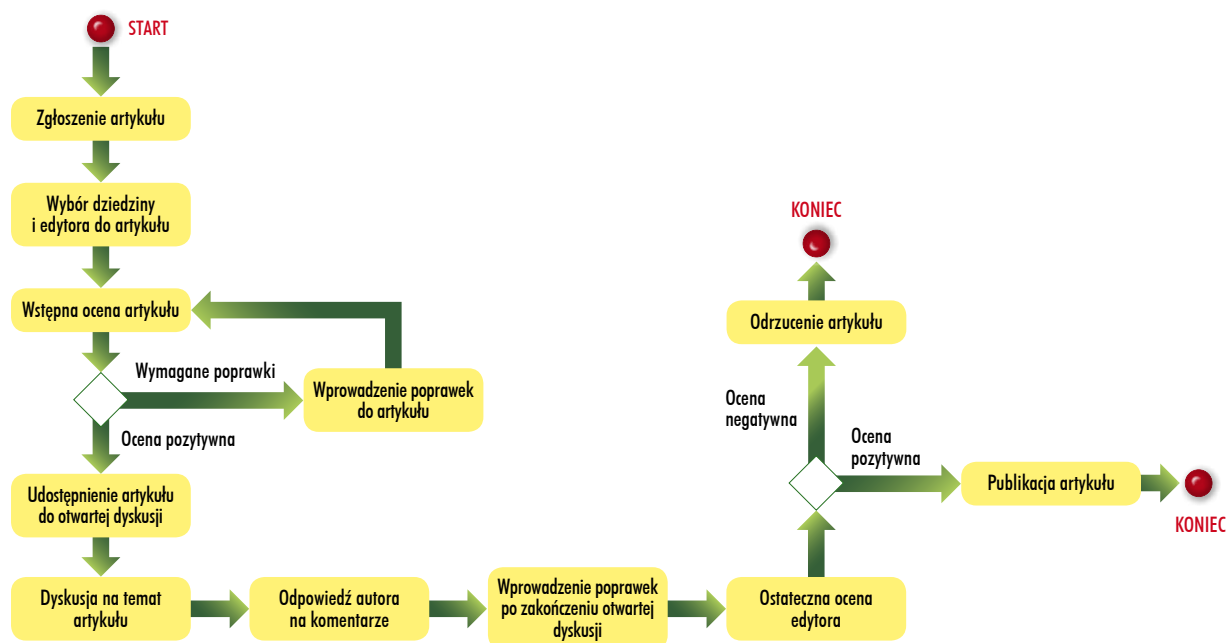 START
Zgłoszenie artykułu
Wybór dziedziny
i edytora do artykułu
Wstępna ocena artykułu
Wymagane poprawki
Wprowadzenie poprawek
do artykułu
Ocena pozytywna
Udostępnienie artykułu
do otwartej dyskusji
Dyskusja na temat
artykułu
Odpowiedź autora
na komentarze
Wprowadzenie poprawek
po zakończeniu otwartej
dyskusji
Ostateczna ocena
edytora
Ocena
negatywna
Odrzucenie artykułu
KONIEC
Ocena
pozytywna
Publikacja artykułu
KONIEC